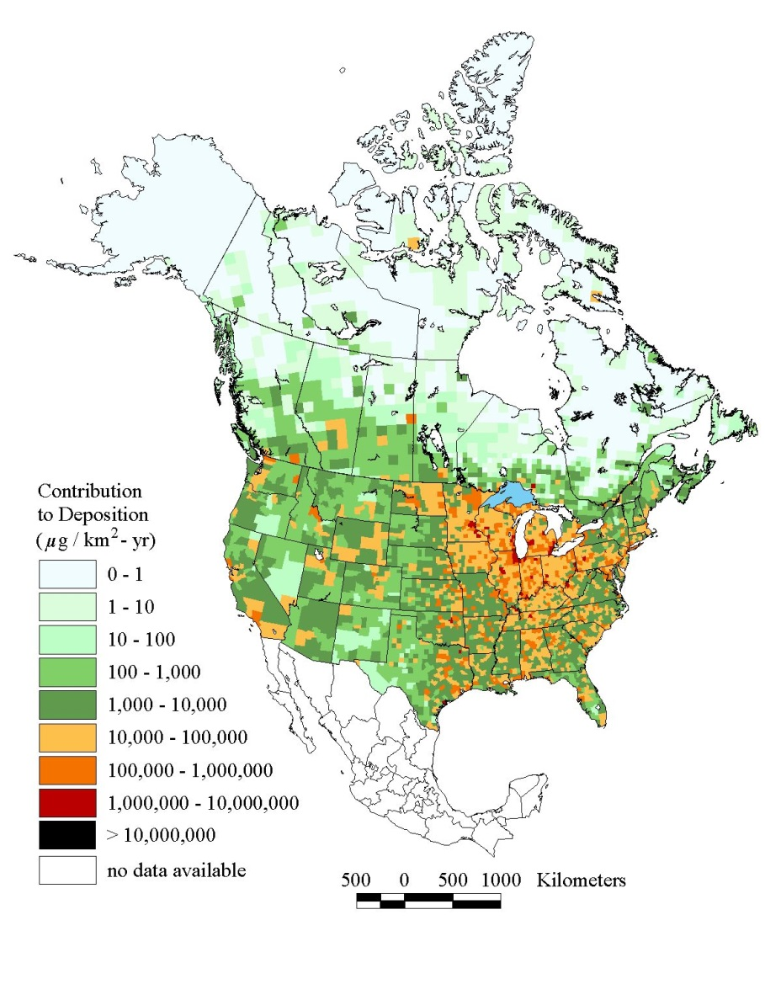 Contribution
to Deposition
(µg / km² - yr)
0 - 1
1 - 10
10 - 100
100 - 1,000
1,000 - 10,000
10,000 - 100,000
100,000 - 1,000,000
1,000,000 - 10,000,000
> 10,000,000
no data available
500 0 500 1000 Kilometers